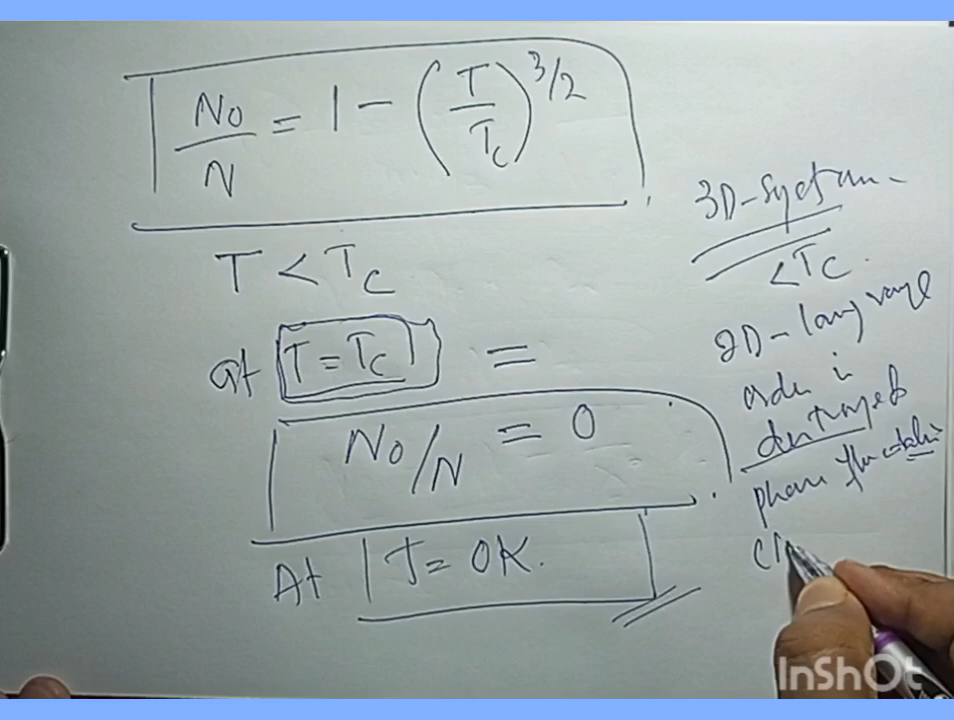 N0/N = 1 - (T/Tc)^3/2
T < Tc
at T = Tc =
N0/N = 0
At T = 0K.
3D-System
< Tc
2D-long range
order is
destroyed
phase fluctuation
InShOt